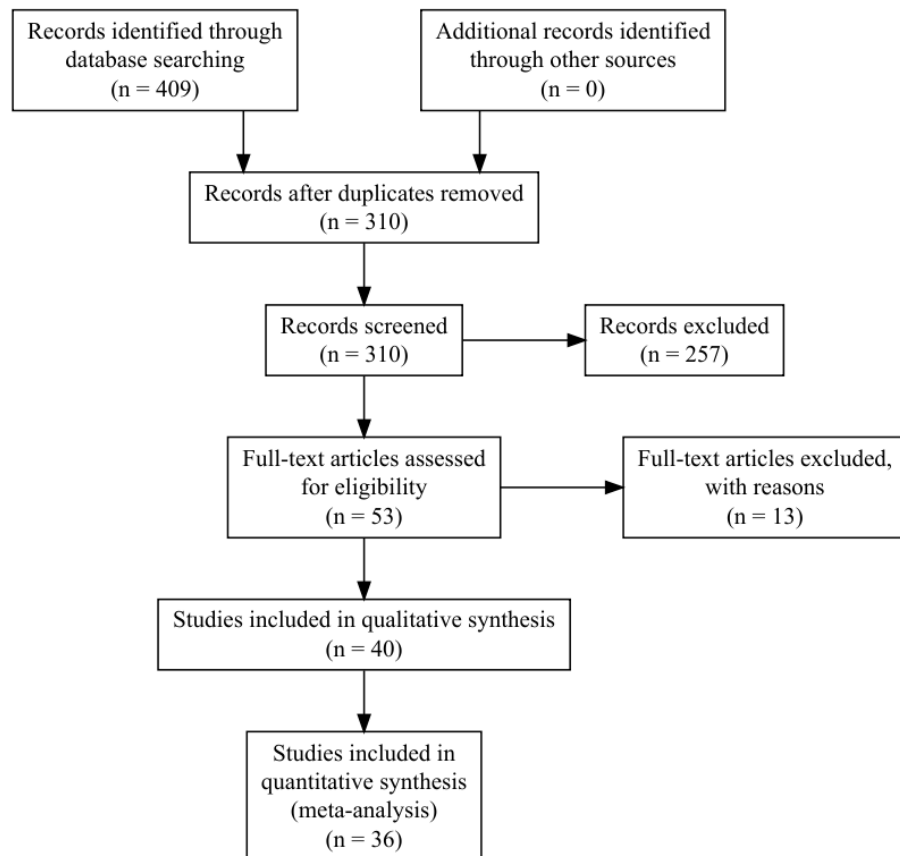 Records identified through
database searching
(n = 409)
Additional records identified
through other sources
(n = 0)
Records after duplicates removed
(n = 310)
Records screened
(n = 310)
Records excluded
(n = 257)
Full-text articles assessed
for eligibility
(n = 53)
Full-text articles excluded,
with reasons
(n = 13)
Studies included in qualitative synthesis
(n = 40)
Studies included in
quantitative synthesis
(meta-analysis)
(n = 36)